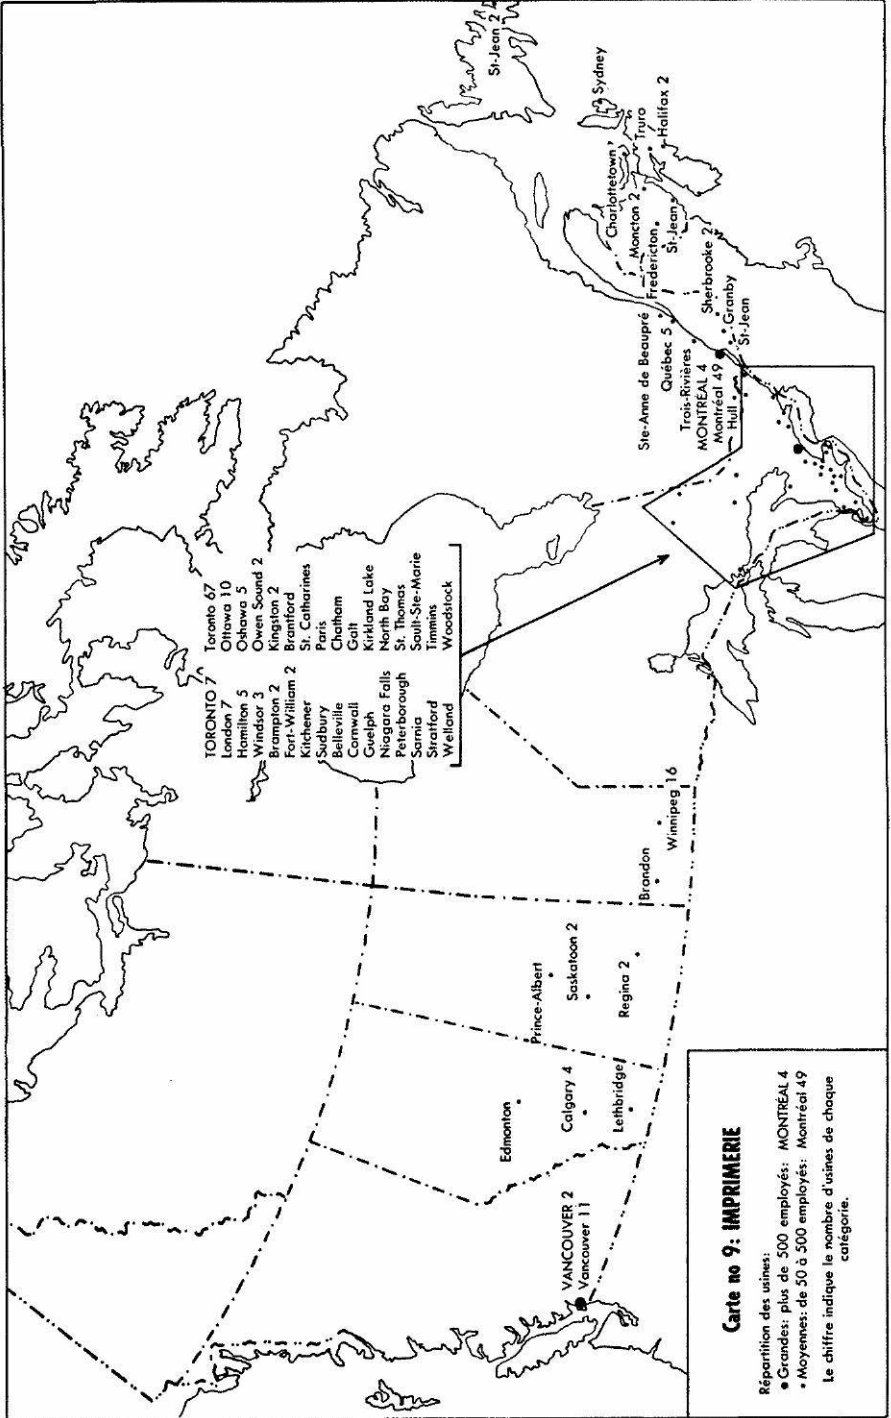 St-Jean 2
Sydney
Charlottetown
Truro
Moncton 2
Halifax 2
Fredericton
St-Jean
Ste-Anne de Beaupré
Québec 5
Sherbrooke 2
Trois-Rivières
Granby
MONTRÉAL 4
St-Jean
Montréal 49
Hull
TORONTO 7
London 7
Hamilton 5
Windsor 3
Brampton 2
Fort-William 2
Kitchener
Sudbury
Belleville
Cornwall
Guelph
Niagara Falls
Peterborough
Sarnia
Stratford
Welland
Toronto 67
Ottawa 10
Oshawa 5
Owen Sound 2
Kingston 2
Brantford
St. Catharines
Paris
Chatham
Galt
Kirkland Lake
North Bay
St. Thomas
Sault-Ste-Marie
Timmins
Woodstock
Brandon
Winnipeg 16
Prince-Albert
Saskatoon 2
Regina 2
Edmonton
Calgary 4
Lethbridge
VANCOUVER 2
Vancouver 11
Carte no 9: IMPRIMERIE
Répartition des usines:
• Grandes: plus de 500 employés: MONTRÉAL 4
• Moyennes: de 50 à 500 employés: Montréal 49
Le chiffre indique le nombre d'usines de chaque
catégorie.